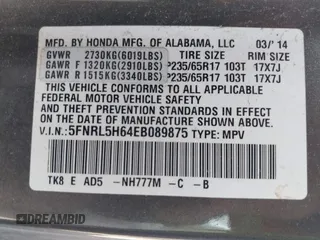 MFD. BY HONDA MFG. OF ALABAMA, LLC 03/'14
GVWR 2730KG(6019LBS) TIRE SIZE RIM SIZE
GAWR F 1320KG(2910LBS) 235/65R17 103T 17X7J
GAWR R 1515KG(3340LBS) 235/65R17 103T 17X7J
THIS VEHICLE CONFORMS TO ALL APPLICABLE
FEDERAL MOTOR VEHICLE SAFETY AND THEFT
PREVENTION STANDARDS IN EFFECT ON THE
DATE OF MANUFACTURE SHOWN ABOVE.
V.I.N: 5FNRL5H64EB089875 TYPE: MPV
TK8 E AD5 -NH777M -C -B
DREAMBID